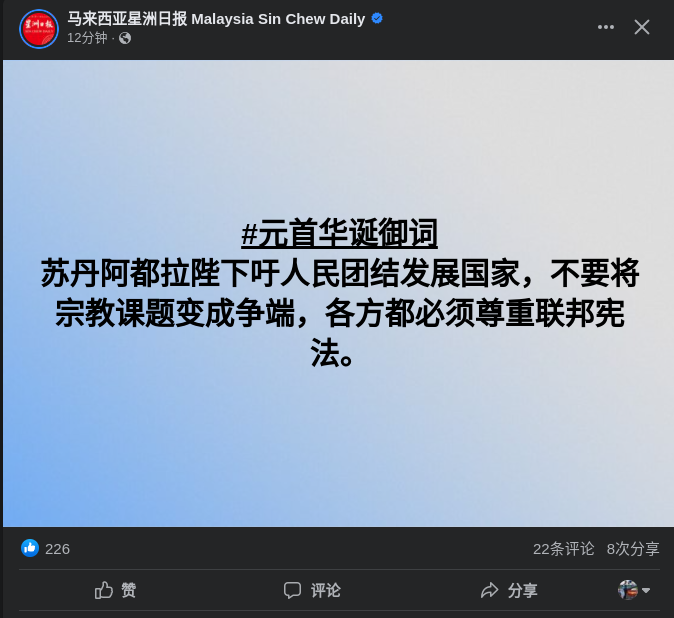 马来西亚星洲日报 Malaysia Sin Chew Daily
12分钟 ·
#元首华诞御词
苏丹阿都拉陛下吁人民团结发展国家，不要将
宗教课题变成争端，各方都必须尊重联邦宪
法。
226
22条评论 8次分享
赞 评论 分享